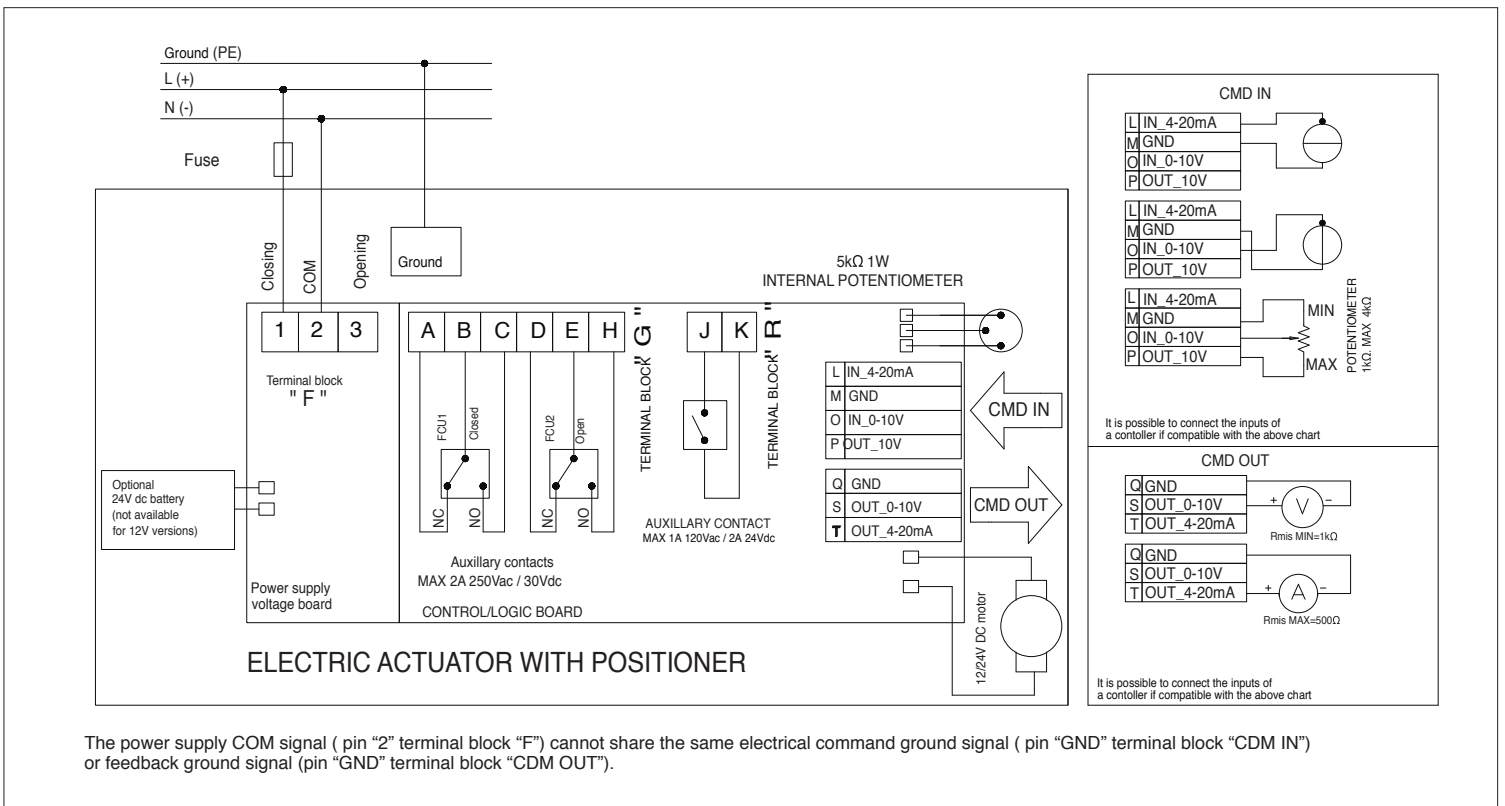 Ground (PE)
L (+)
N (-)
Fuse
Closing
COM
Opening
Ground
1 2 3
Terminal block
" F "
Optional
24V dc battery
(not available
for 12V versions)
Power supply
voltage board
A B C D E H
TERMINAL BLOCK" G "
FCU1
Closed
FCU2
Open
NC
NO
NC
NO
Auxillary contacts
MAX 2A 250Vac / 30Vdc
CONTROL/LOGIC BOARD
J K
TERMINAL BLOCK" R "
AUXILLARY CONTACT
MAX 1A 120Vac / 2A 24Vdc
5kΩ 1W
INTERNAL POTENTIOMETER
L IN_4-20mA
M GND
O IN_0-10V
P OUT_10V
CMD IN
Q GND
S OUT_0-10V
T OUT_4-20mA
CMD OUT
12/24V DC motor
ELECTRIC ACTUATOR WITH POSITIONER
CMD IN
L IN_4-20mA
M GND
O IN_0-10V
P OUT_10V
L IN_4-20mA
M GND
O IN_0-10V
P OUT_10V
L IN_4-20mA
M GND
O IN_0-10V
P OUT_10V
MIN
MAX
POTENTIOMETER
1kΩ. MAX 4kΩ
It is possible to connect the inputs of
a contoller if compatible with the above chart
CMD OUT
Q GND
S OUT_0-10V
T OUT_4-20mA
+ V −
Rmis MIN=1kΩ
Q GND
S OUT_0-10V
T OUT_4-20mA
+ A −
Rmis MAX=500Ω
It is possible to connect the inputs of
a contoller if compatible with the above chart
The power supply COM signal ( pin “2” terminal block “F”) cannot share the same electrical command ground signal ( pin “GND” terminal block “CDM IN”)
or feedback ground signal (pin “GND” terminal block “CDM OUT”).